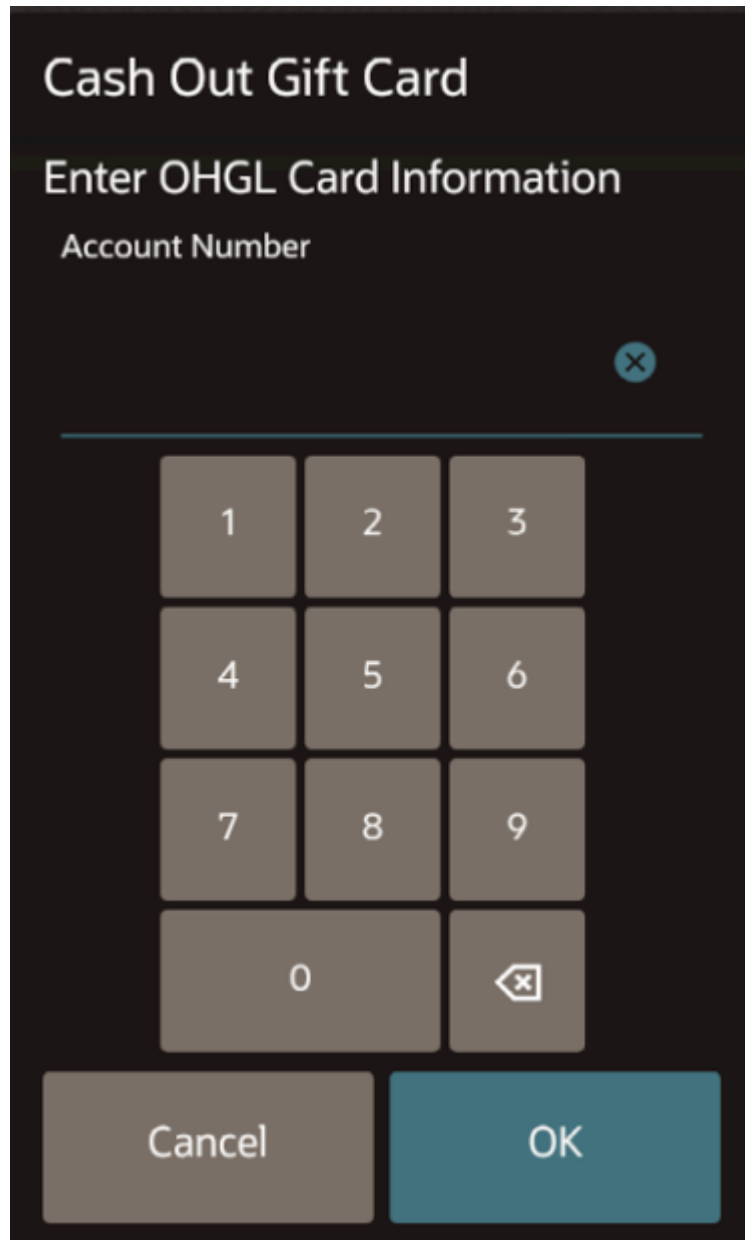 Cash Out Gift Card
Enter OHGL Card Information
Account Number
1 2 3
4 5 6
7 8 9
0
Cancel OK